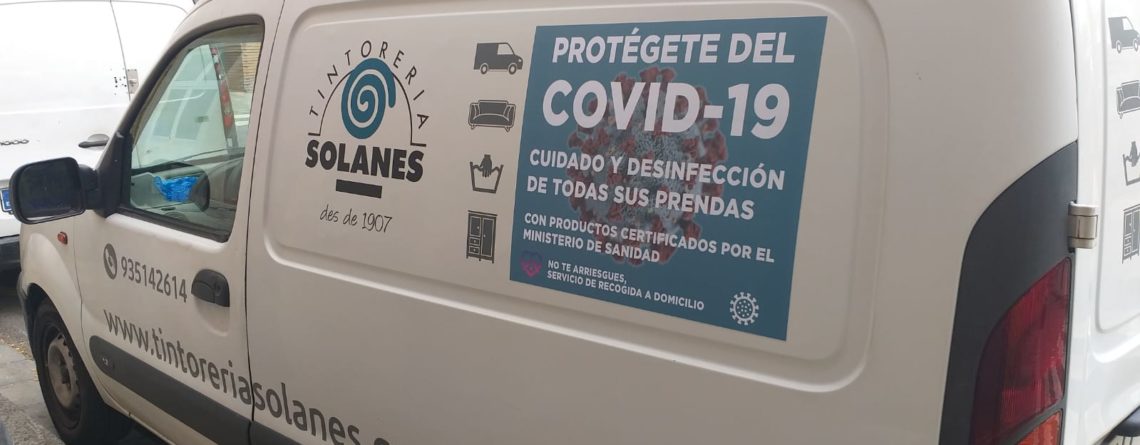 TINTORERIA
SOLANES
des de 1907
PROTÉGETE DEL
COVID-19
CUIDADO Y DESINFECCIÓN
DE TODAS SUS PRENDAS
CON PRODUCTOS CERTIFICADOS POR EL
MINISTERIO DE SANIDAD
NO TE ARRIESGUES,
SERVICIO DE RECOGIDA A DOMICILIO
935142614
www.tintoreriasolanes.